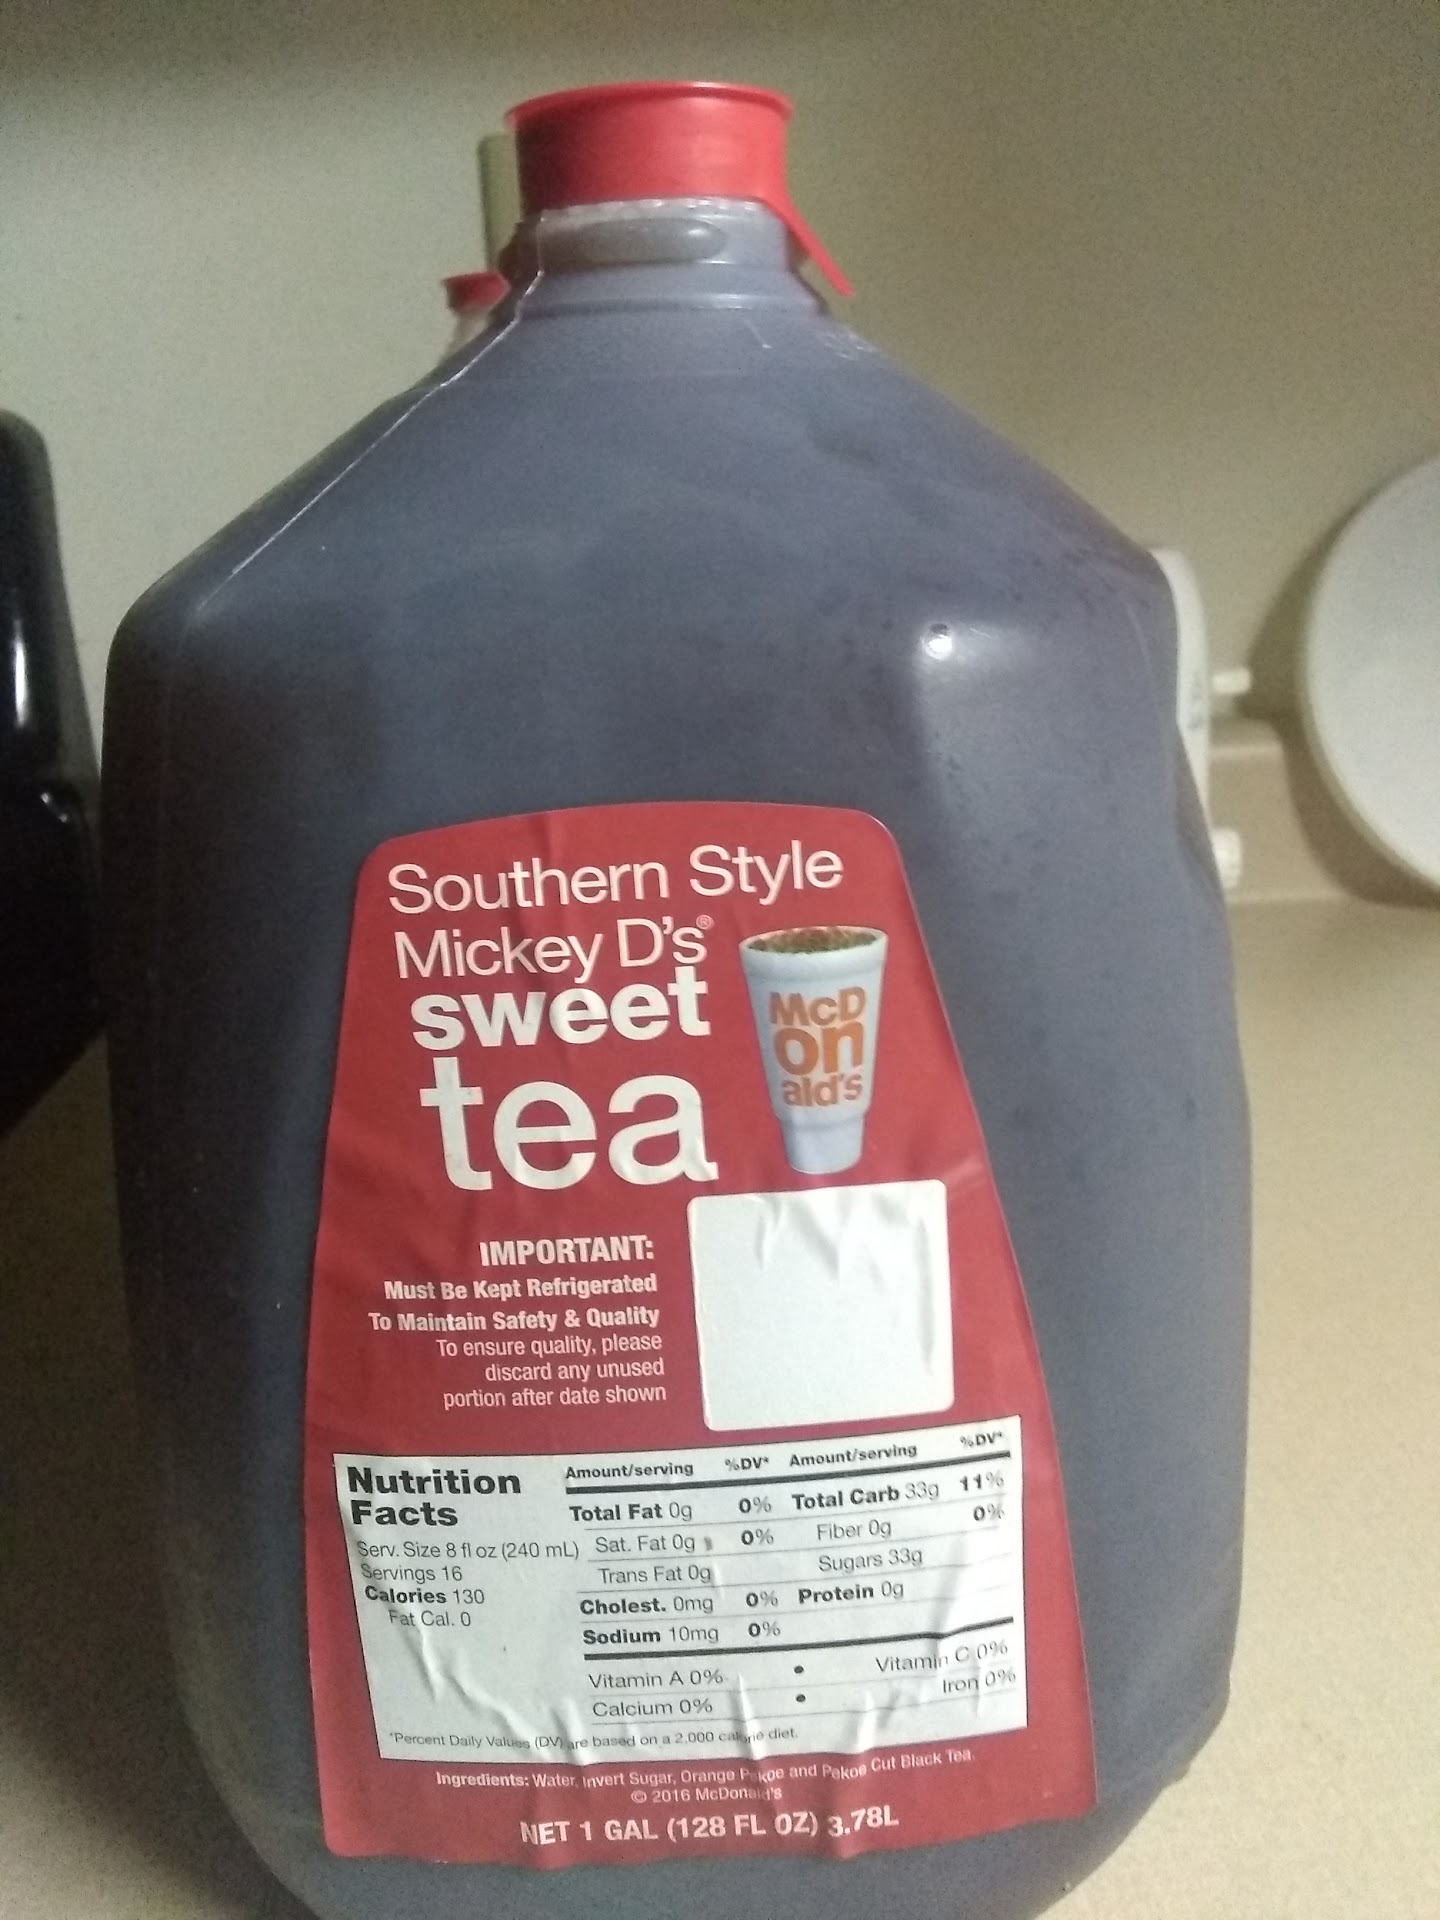 Southern Style
Mickey D's®
sweet
tea
McD
on
ald's
IMPORTANT:
Must Be Kept Refrigerated
To Maintain Safety & Quality
To ensure quality, please
discard any unused
portion after date shown
Nutrition
Facts
Serv. Size 8 fl oz (240 mL)
Servings 16
Calories 130
Fat Cal. 0
Amount/serving %DV*
Total Fat 0g 0%
Sat. Fat 0g 0%
Trans Fat 0g
Cholest. 0mg 0%
Sodium 10mg 0%
Amount/serving %DV*
Total Carb 33g 11%
Fiber 0g 0%
Sugars 33g
Protein 0g
Vitamin A 0% • Vitamin C 0%
Calcium 0% • Iron 0%
*Percent Daily Values (DV) are based on a 2,000 calorie diet.
Ingredients: Water, Invert Sugar, Orange Pekoe and Pekoe Cut Black Tea.
© 2016 McDonald's
NET 1 GAL (128 FL OZ) 3.78L